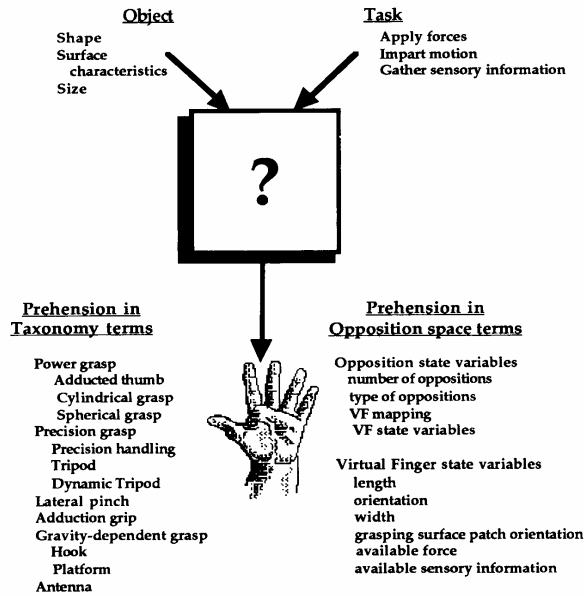 Object
Shape
Surface
characteristics
Size
Task
Apply forces
Impart motion
Gather sensory information
?
Prehension in
Taxonomy terms
Power grasp
Adducted thumb
Cylindrical grasp
Spherical grasp
Precision grasp
Precision handling
Tripod
Dynamic Tripod
Lateral pinch
Adduction grip
Gravity-dependent grasp
Hook
Platform
Antenna
Prehension in
Opposition space terms
Opposition state variables
number of oppositions
type of oppositions
VF mapping
VF state variables
Virtual Finger state variables
length
orientation
width
grasping surface patch orientation
available force
available sensory information